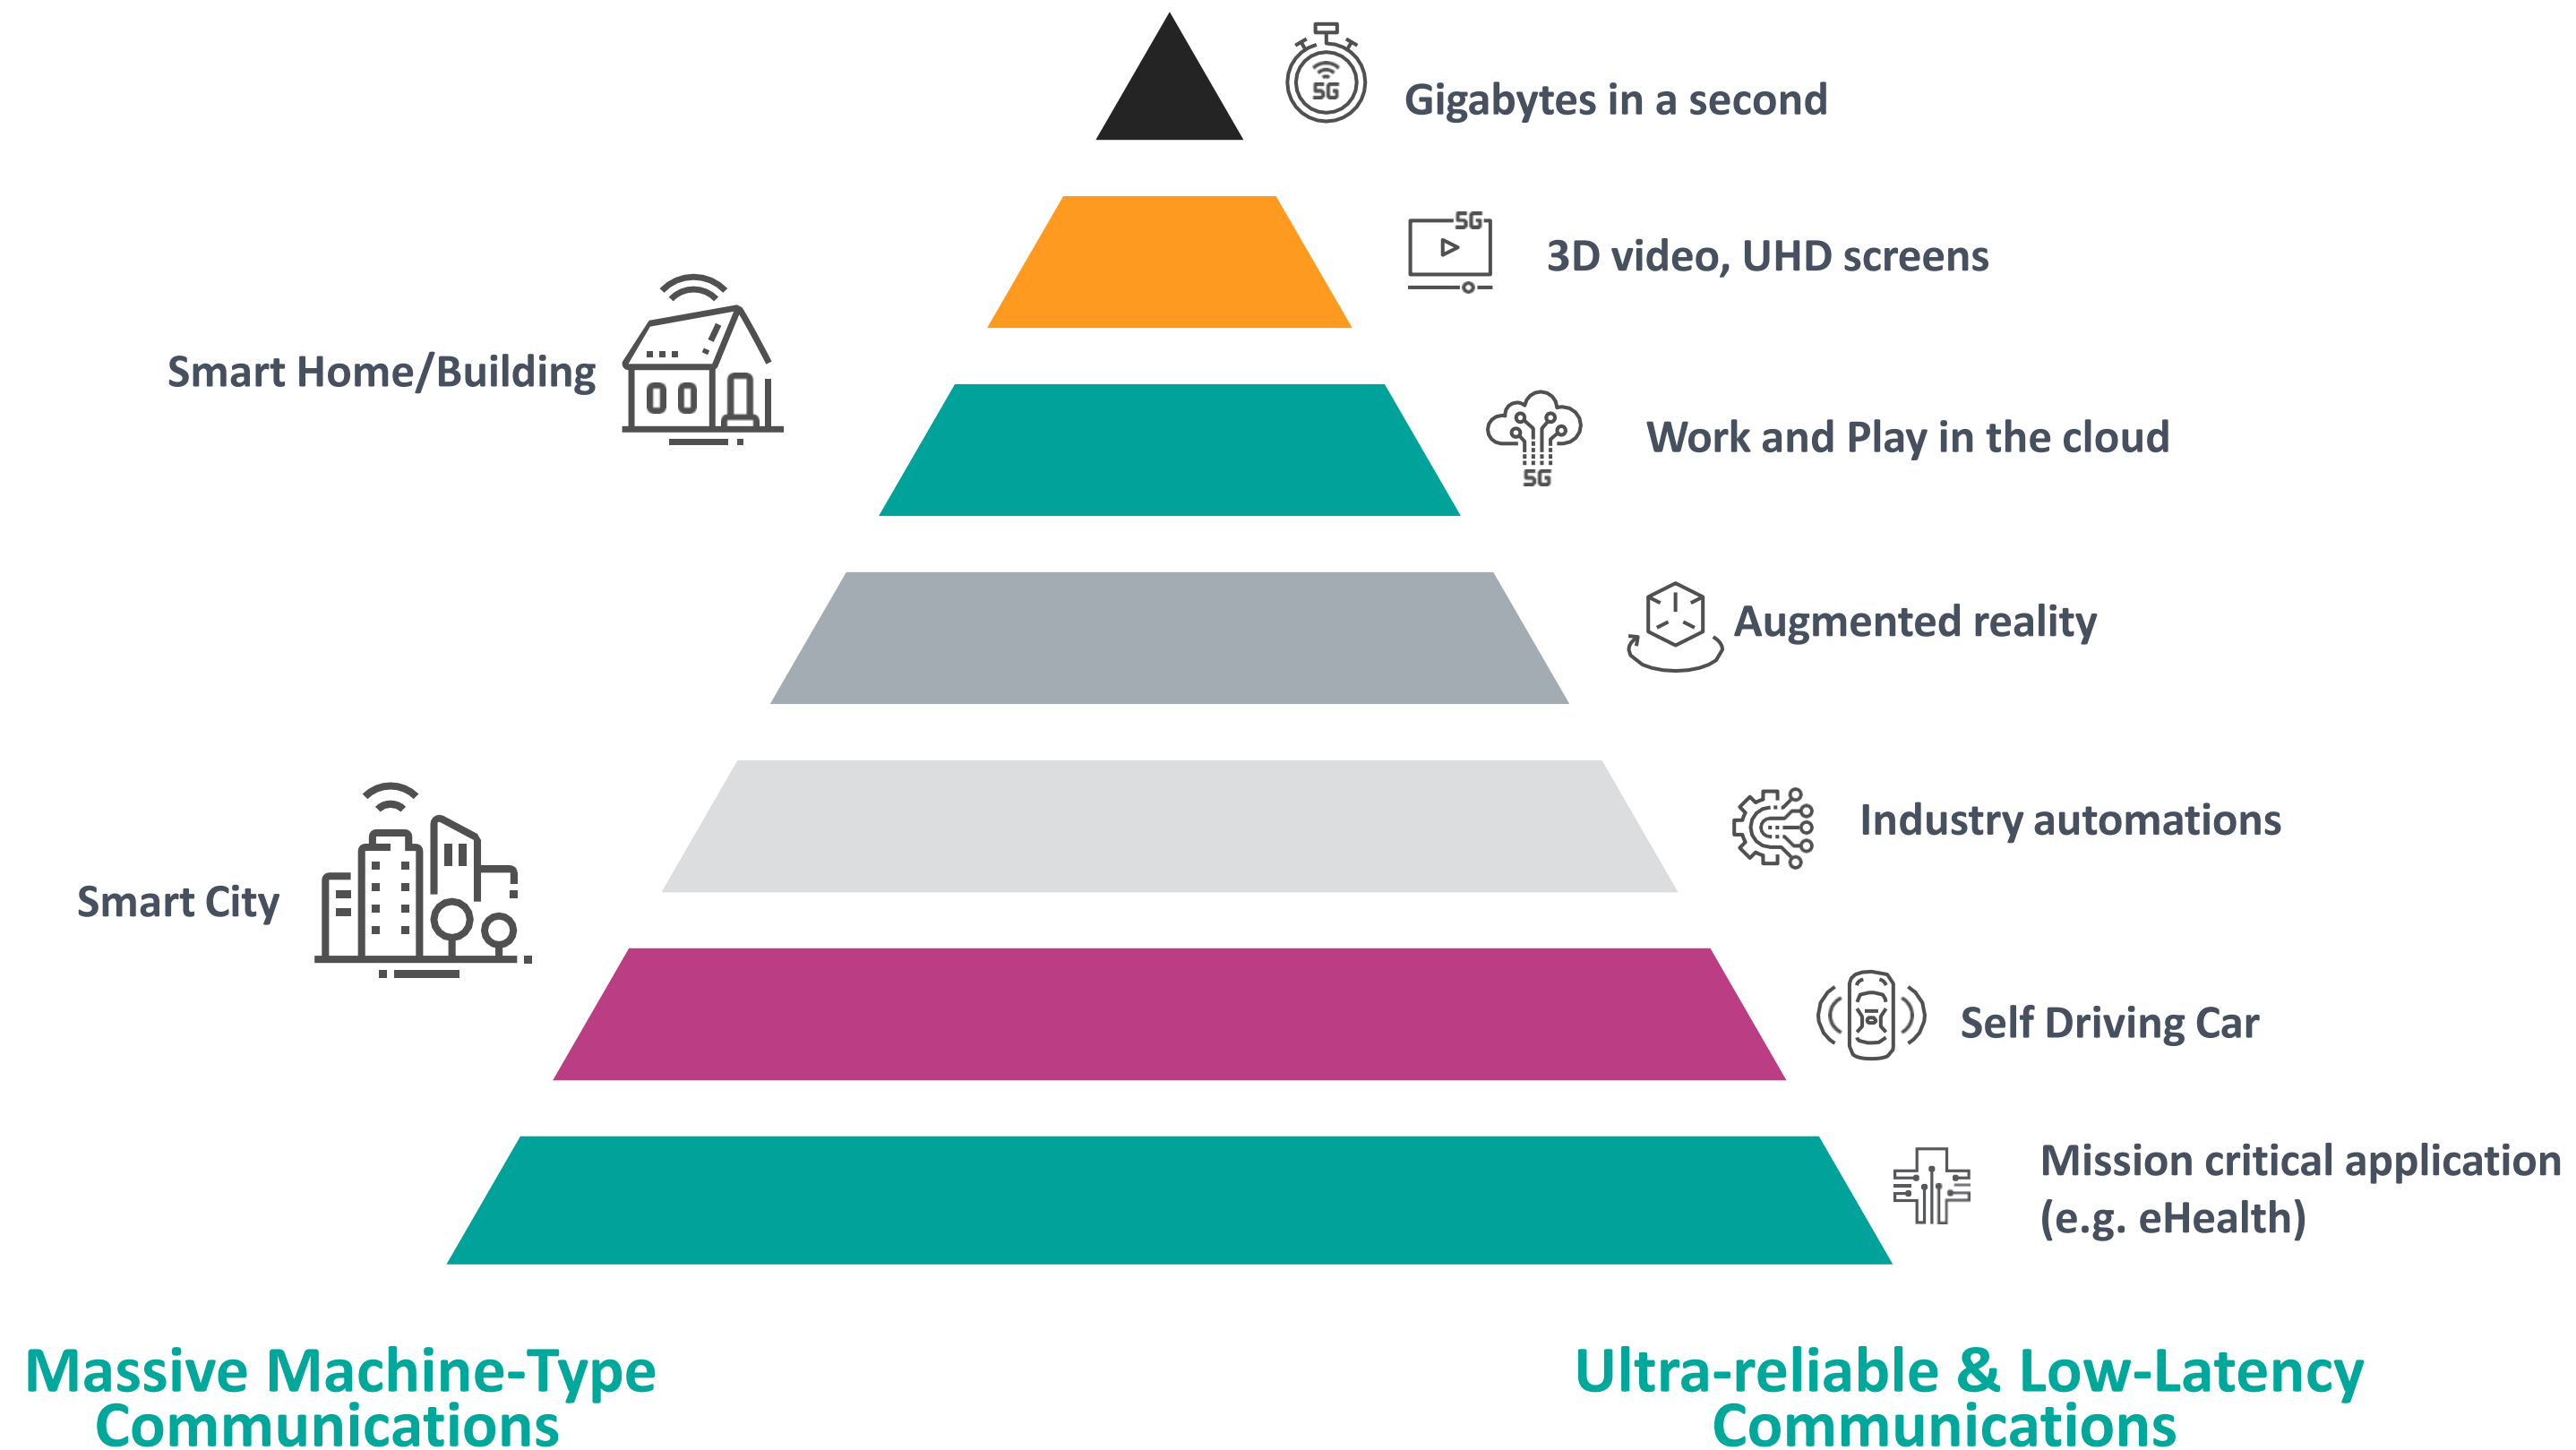 5G
Gigabytes in a second
5G
3D video, UHD screens
Smart Home/Building
5G
Work and Play in the cloud
Augmented reality
Industry automations
Smart City
Self Driving Car
Mission critical application
(e.g. eHealth)
Massive Machine-Type
Communications
Ultra-reliable & Low-Latency
Communications